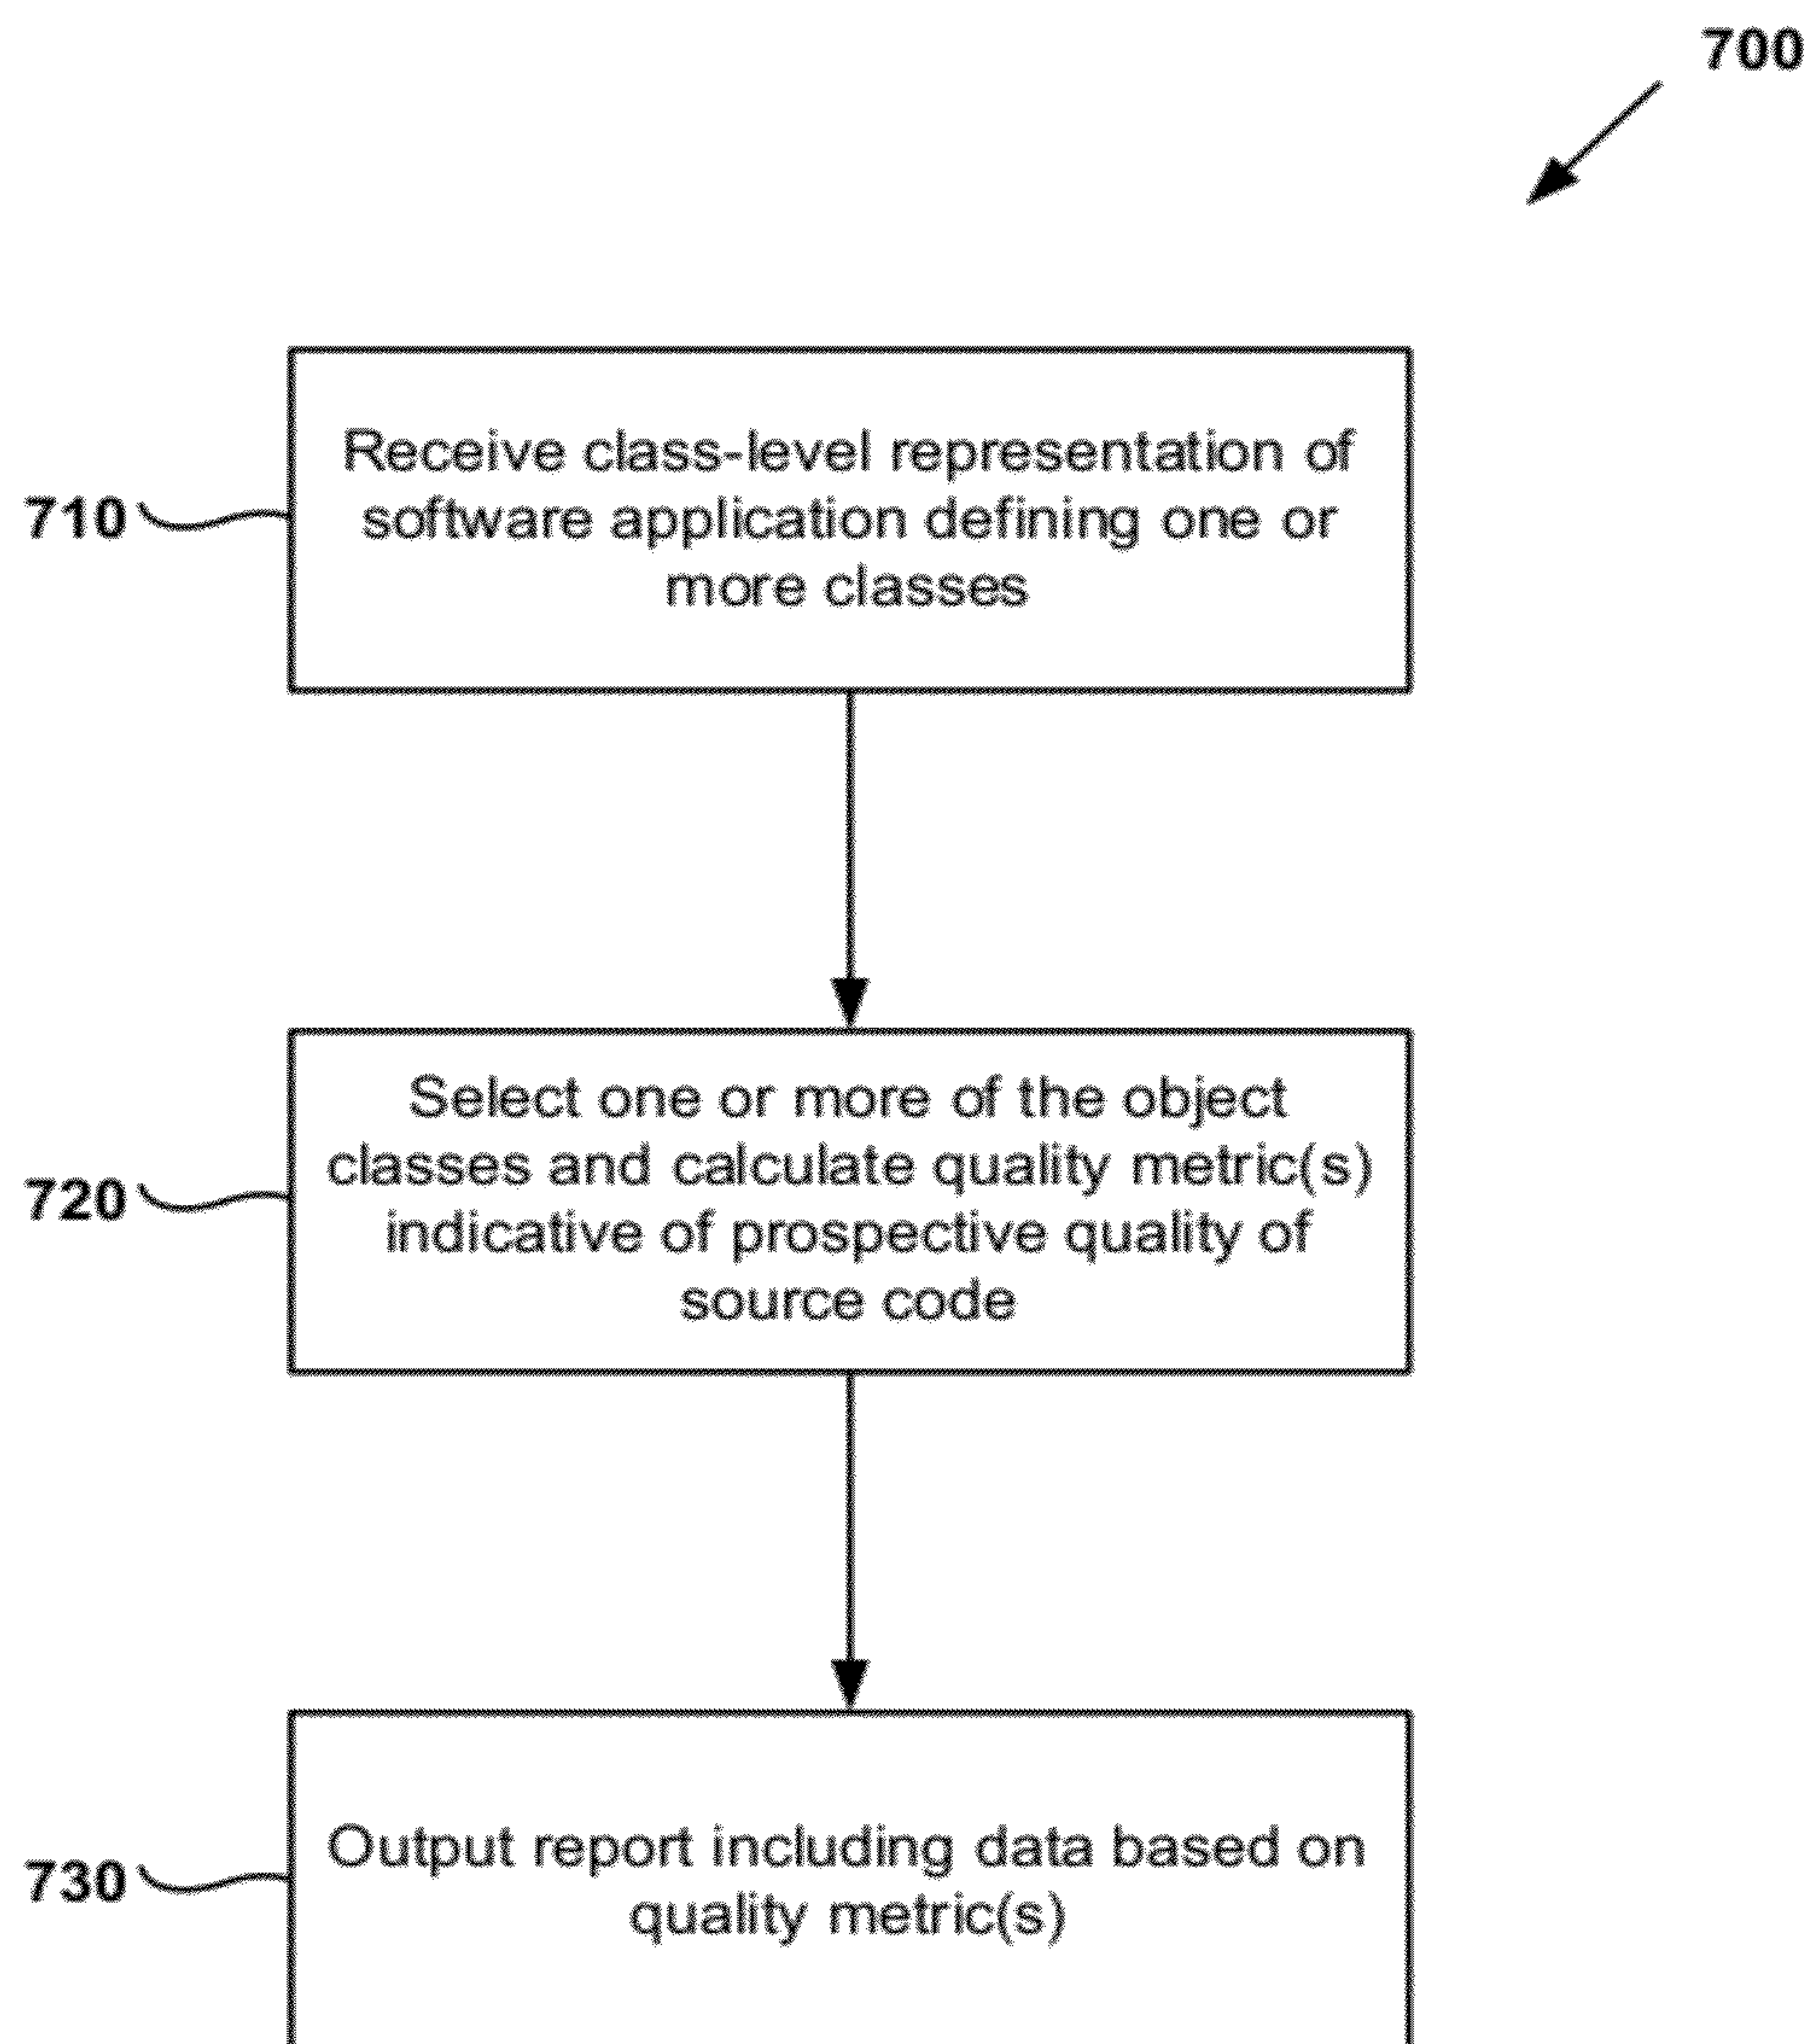 700
Receive class-level representation of
710
software application defining one or
more classes
Select one or more of the object
classes and calculate quality metric(s)
720
indicative of prospective quality of
source code
Output report including data based on
730
quality metric(s)